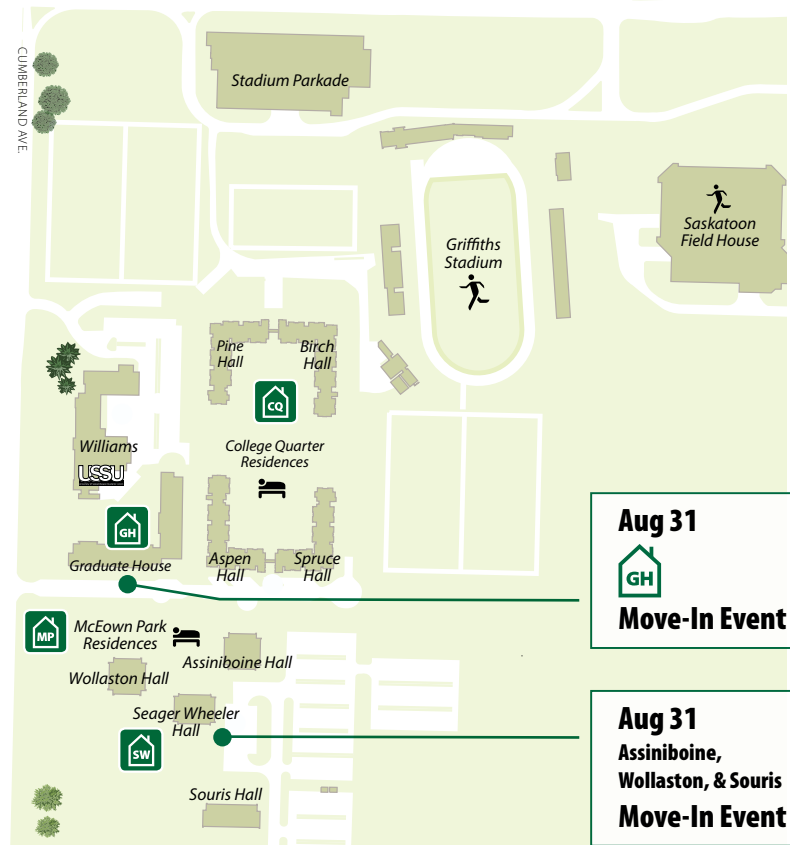 CUMBERLAND AVE.
Stadium Parkade
Griffiths
Stadium
Saskatoon
Field House
Pine
Hall
Birch
Hall
CQ
College Quarter
Residences
Williams
USSU
GH
Graduate House
Aspen
Hall
Spruce
Hall
Aug 31
GH
Move-In Event
MP
McEown Park
Residences
Assiniboine Hall
Wollaston Hall
Seager Wheeler
Hall
SW
Souris Hall
Aug 31
Assiniboine,
Wollaston, & Souris
Move-In Event